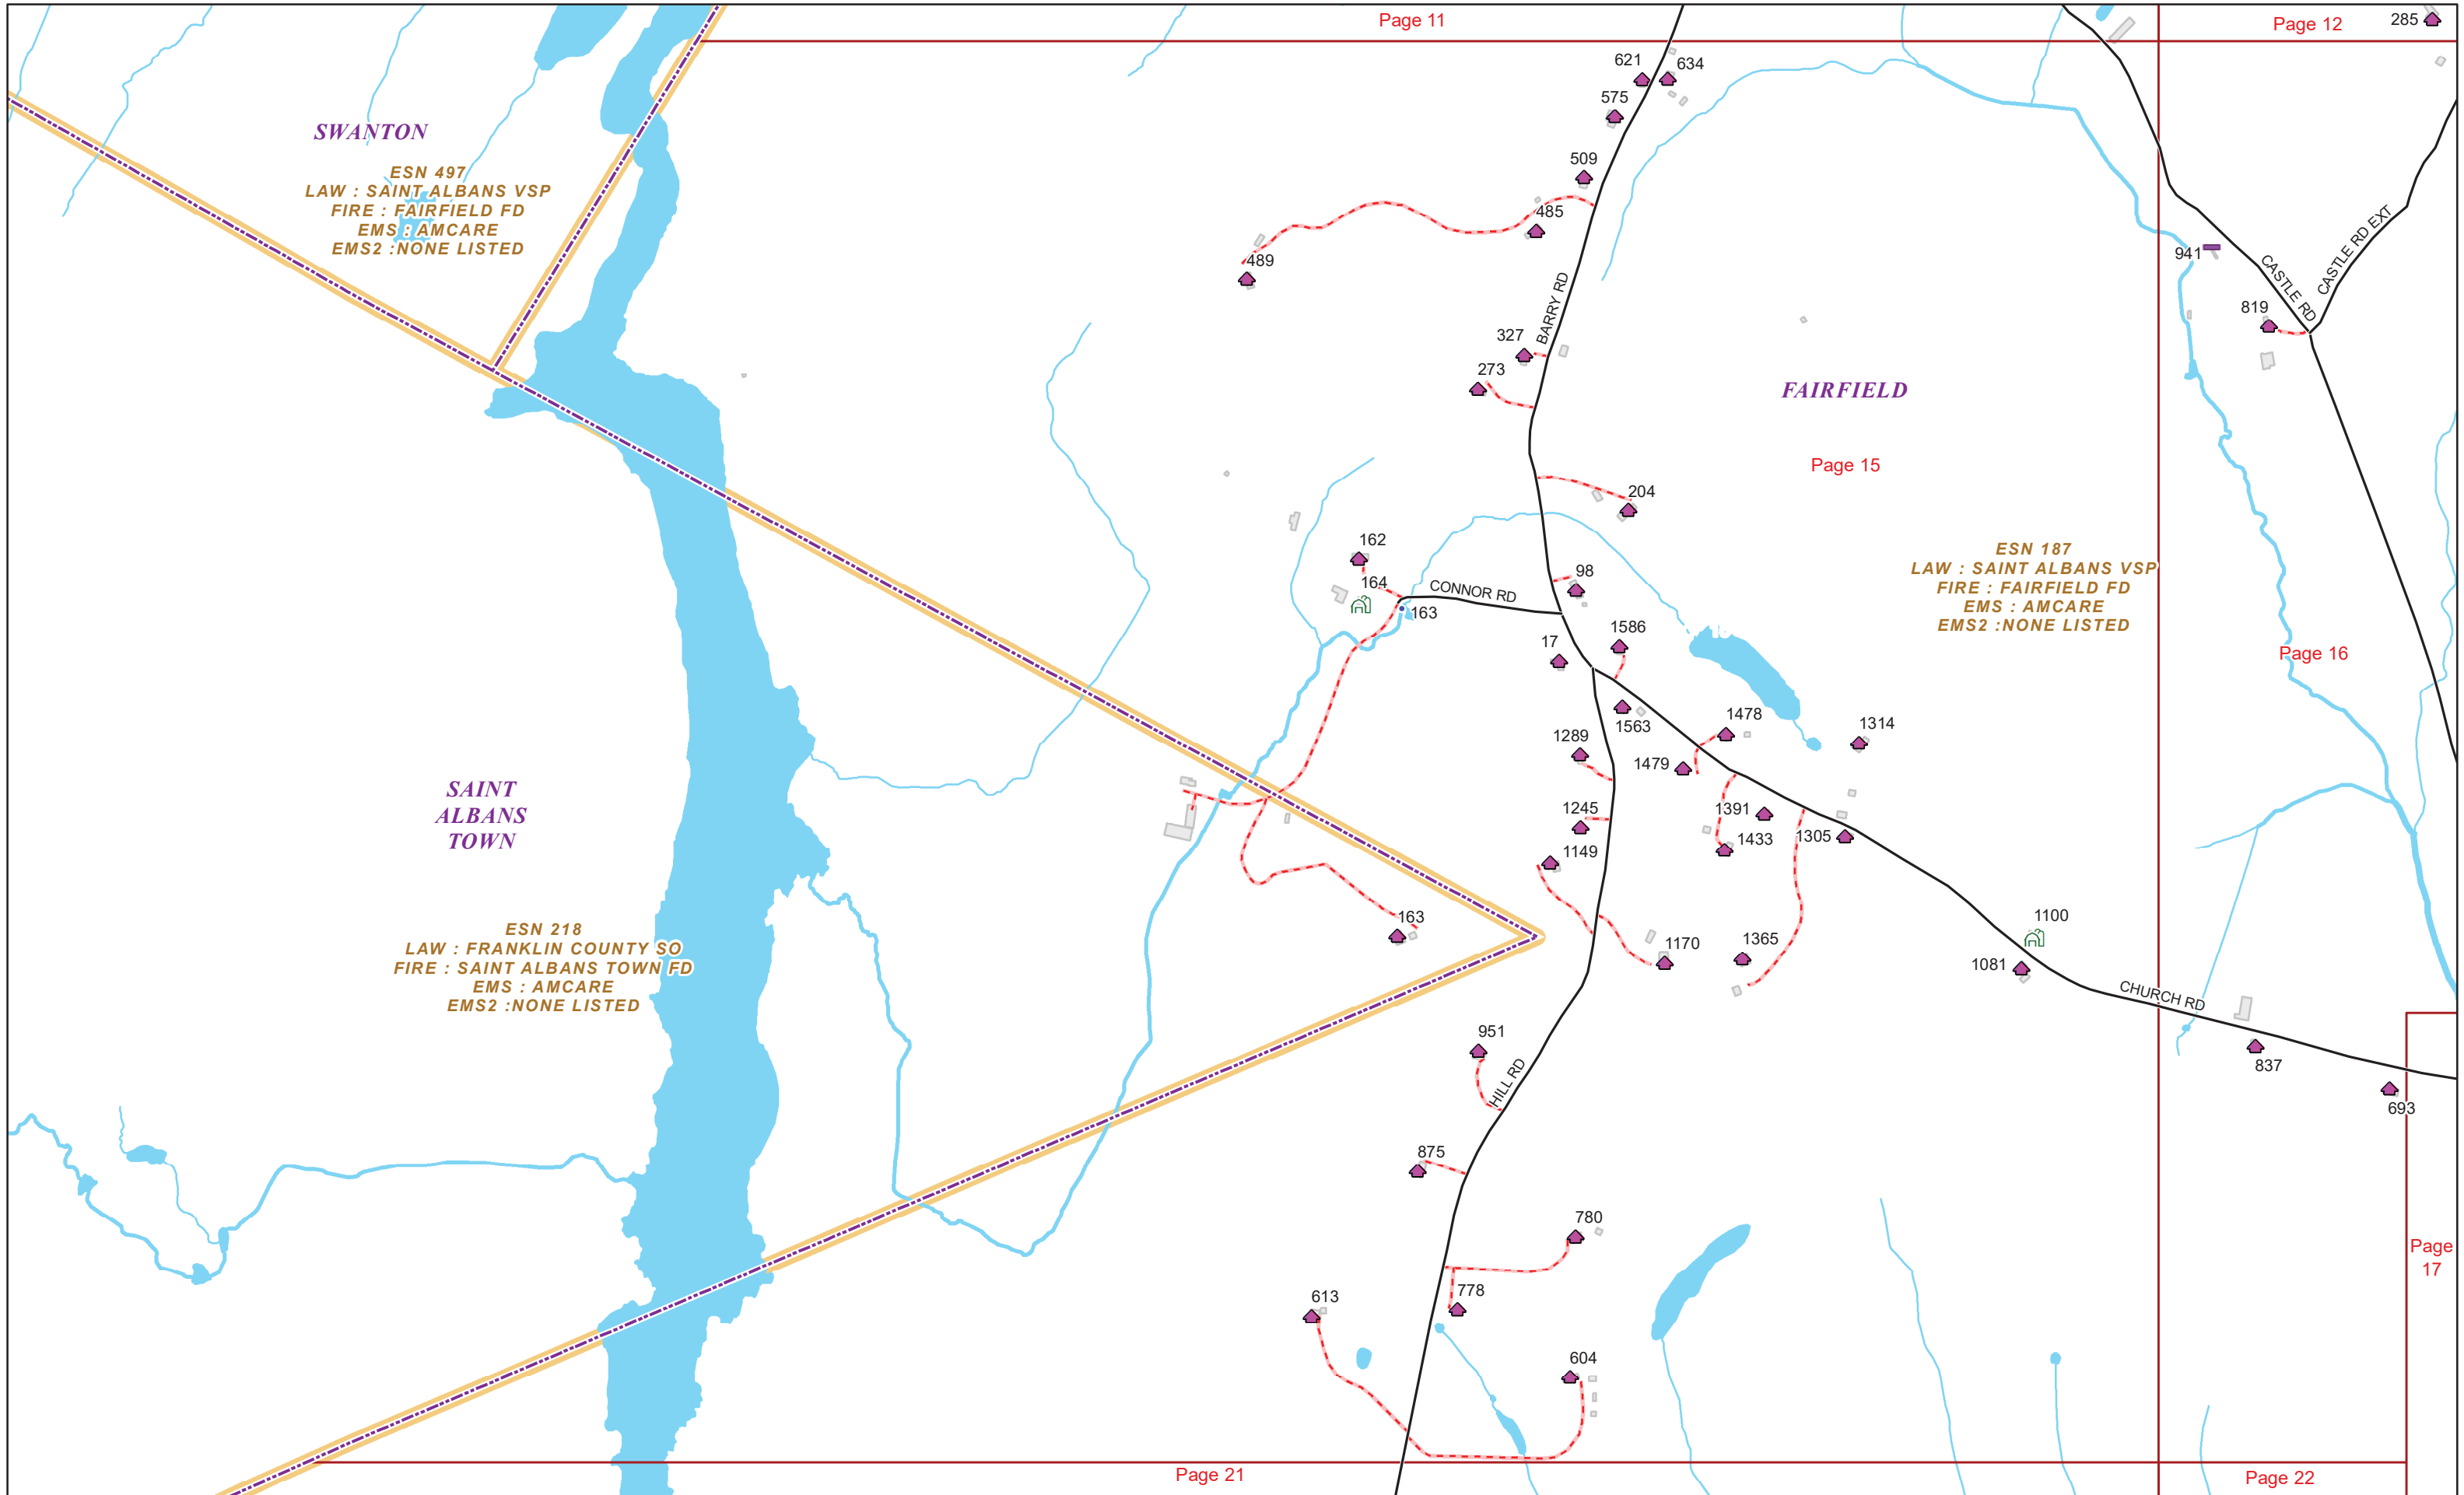 Page 11
Page 12
285
621
634
575
SWANTON
509
ESN 497
LAW : SAINT ALBANS VSP
FIRE : FAIRFIELD FD
EMS : AMCARE
EMS2 :NONE LISTED
485
489
941
CASTLE RD
CASTLE RD EXT
BARRY RD
819
327
273
FAIRFIELD
Page 15
204
162
164
98
CONNOR RD
163
ESN 187
LAW : SAINT ALBANS VSP
FIRE : FAIRFIELD FD
EMS : AMCARE
EMS2 :NONE LISTED
17
1586
Page 16
1563
1478
1314
1289
1479
SAINT
ALBANS
TOWN
1245
1391
1433
1305
1149
163
1170
1365
1100
1081
ESN 218
LAW : FRANKLIN COUNTY SO
FIRE : SAINT ALBANS TOWN FD
EMS : AMCARE
EMS2 :NONE LISTED
CHURCH RD
951
HILL RD
837
693
875
780
Page
17
778
613
604
Page 21
Page 22